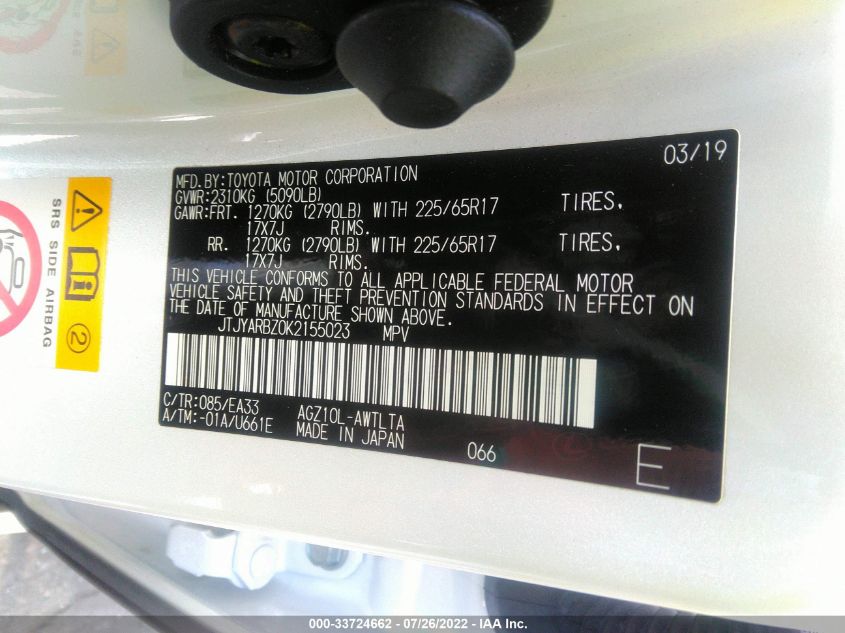 03/19
MFD.BY:TOYOTA MOTOR CORPORATION
GVWR:2310KG (5090LB)
GAWR:FRT. 1270KG (2790LB) WITH 225/65R17 TIRES,
17X7J RIMS.
RR. 1270KG (2790LB) WITH 225/65R17 TIRES,
17X7J RIMS.
THIS VEHICLE CONFORMS TO ALL APPLICABLE FEDERAL MOTOR
VEHICLE SAFETY AND THEFT PREVENTION STANDARDS IN EFFECT ON
THE DATE OF MANUFACTURE SHOWN ABOVE.
JTJYARBZ0K2155023 MPV
C/TR:085/EA33 AGZ10L-AWTLTA
A/TM:-01A/U661E MADE IN JAPAN
066
E
SRS SIDE AIRBAG
2
000-33724662 - 07/26/2022 - IAA Inc.